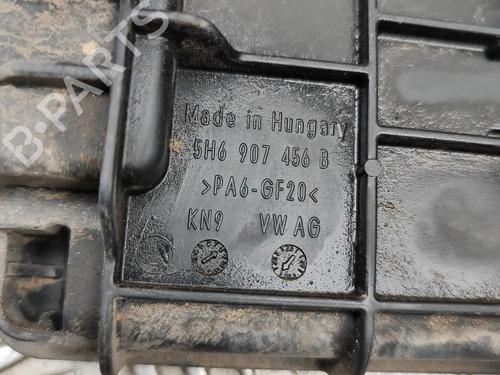 B-PARTS
Made in Hungary
5H6 907 456 B
>PA6-GF20<
KN9 VW AG